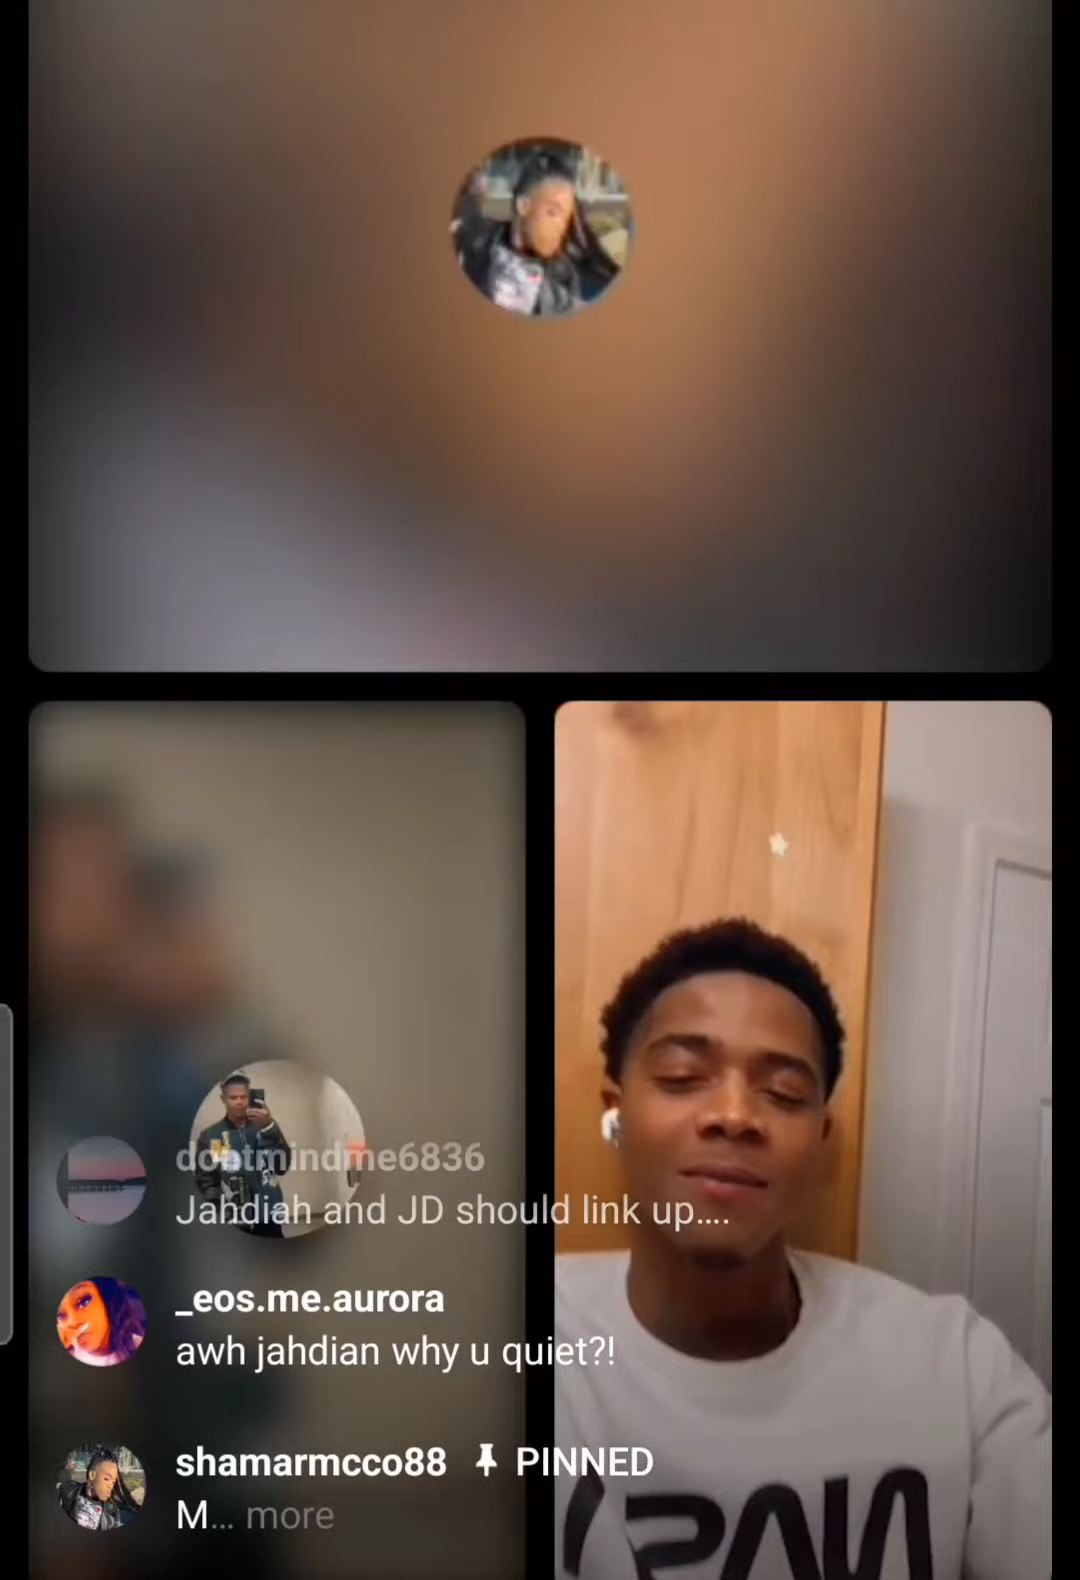 dontmindme6836
Jahdiah and JD should link up....
_eos.me.aurora
awh jahdian why u quiet?!
shamarmcco88 PINNED
M... more